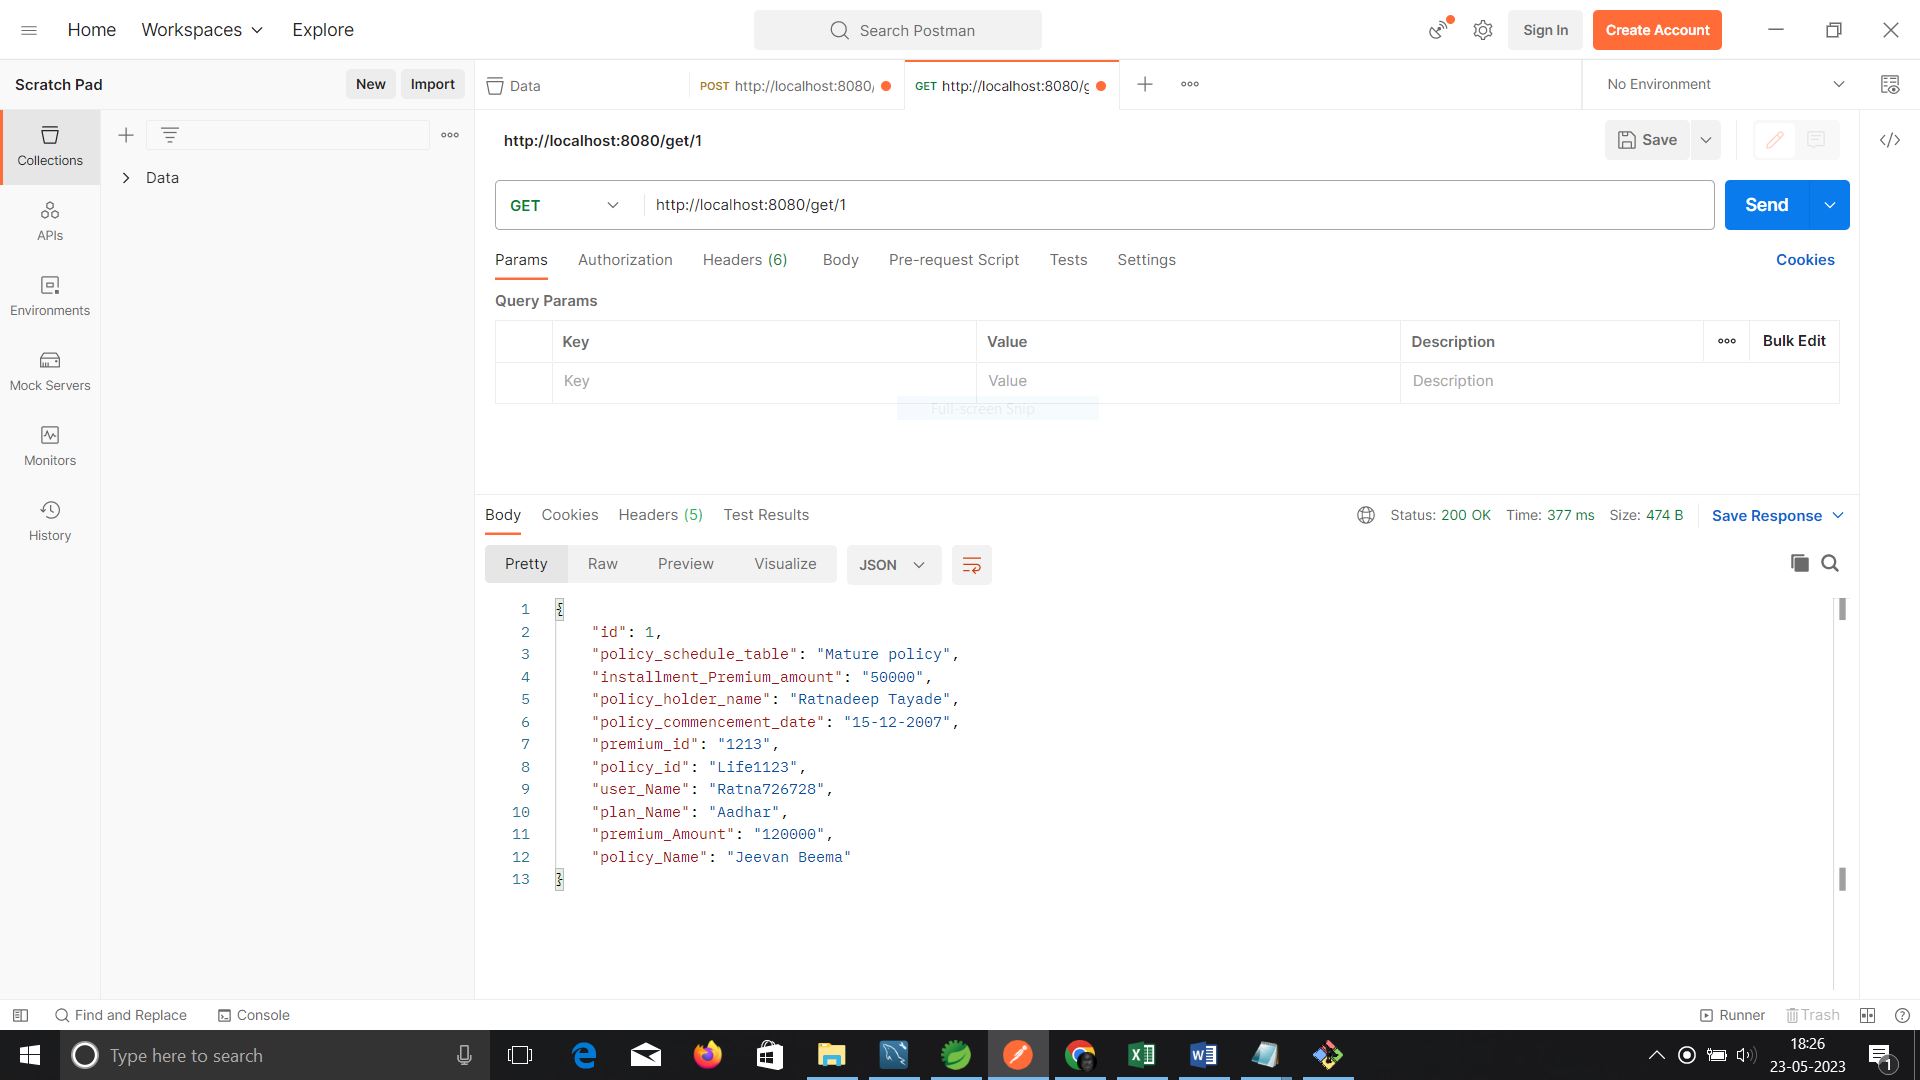 Home Workspaces Explore Search Postman Sign In Create Account
Scratch Pad New Import Data POST http://localhost:8080/ GET http://localhost:8080/g No Environment
Collections
Data
APIs
Environments
Mock Servers
Monitors
History
http://localhost:8080/get/1 Save
GET http://localhost:8080/get/1 Send
Params Authorization Headers (6) Body Pre-request Script Tests Settings Cookies
Query Params
Key Value Description Bulk Edit
Key Value Description
Full-screen Snip
Body Cookies Headers (5) Test Results Status: 200 OK Time: 377 ms Size: 474 B Save Response
Pretty Raw Preview Visualize JSON
1 {
2 "id": 1,
3 "policy_schedule_table": "Mature policy",
4 "installment_Premium_amount": "50000",
5 "policy_holder_name": "Ratnadeep Tayade",
6 "policy_commencement_date": "15-12-2007",
7 "premium_id": "1213",
8 "policy_id": "Life1123",
9 "user_Name": "Ratna726728",
10 "plan_Name": "Aadhar",
11 "premium_Amount": "120000",
12 "policy_Name": "Jeevan Beema"
13 }
Find and Replace Console Runner Trash
Type here to search
18:26
23-05-2023
1